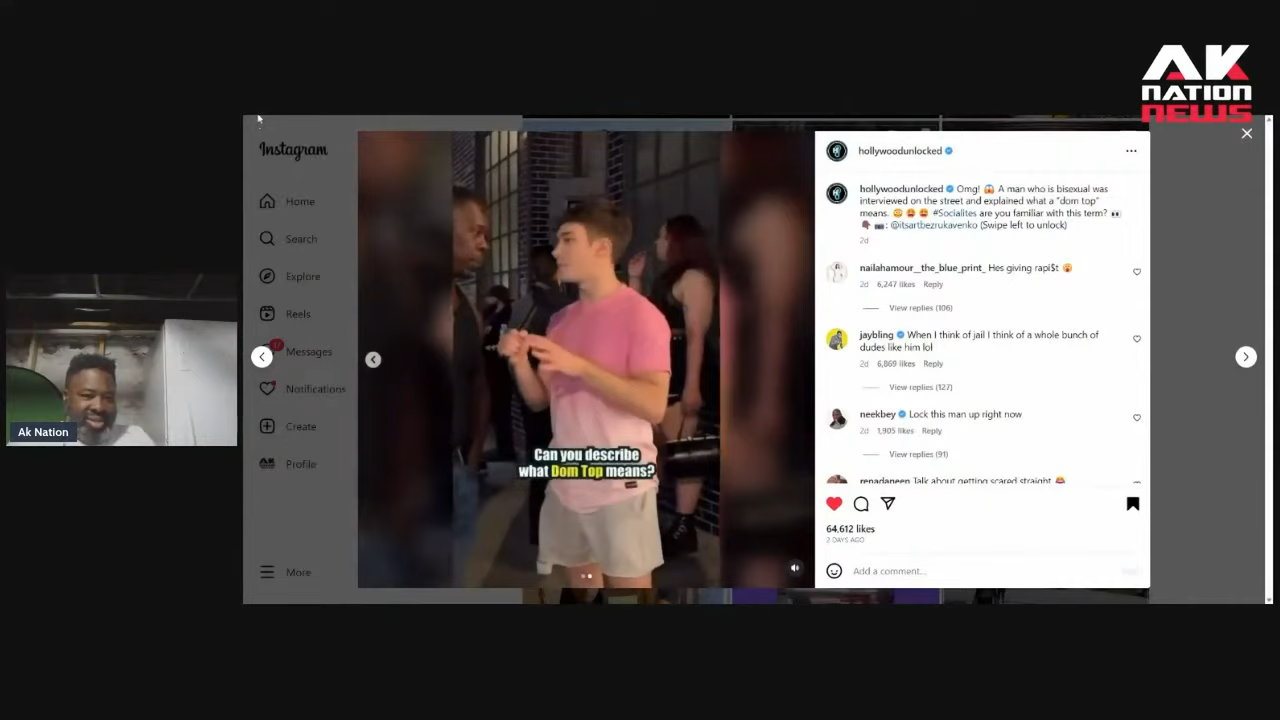 AK
NATION
NEWS
Instagram
Home
Search
Explore
Reels
Messages
Notifications
Create
Profile
More
Ak Nation
Can you describe
what Dom Top means?
hollywoodunlocked
hollywoodunlocked Omg! A man who is bisexual was
interviewed on the street and explained what a "dom top"
means. #Socialites are you familiar with this term?
: @itsartbezrukavenko (Swipe left to unlock)
2d
nailahamour__the_blue_print_ Hes giving rapi$t
2d 6,247 likes Reply
View replies (106)
jaybling When I think of jail I think of a whole bunch of
dudes like him lol
2d 6,869 likes Reply
View replies (127)
neekbey Lock this man up right now
2d 1,905 likes Reply
View replies (91)
renadaneen Talk about getting scared straight
64,612 likes
2 DAYS AGO
Add a comment...